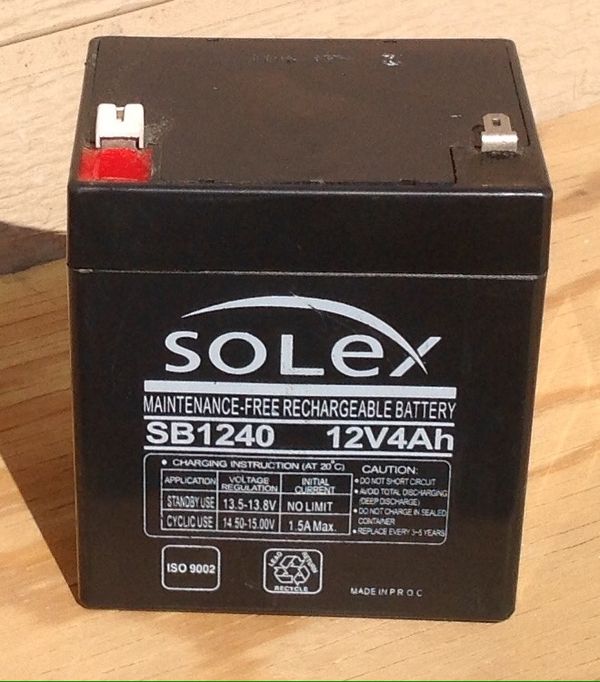 SOLeX
MAINTENANCE-FREE RECHARGEABLE BATTERY
SB1240 12V4Ah
• CHARGING INSTRUCTION (AT 20°C)
APPLICATION VOLTAGE REGULATION INITIAL CURRENT
STANDBY USE 13.5-13.8V NO LIMIT
CYCLIC USE 14.50-15.00V 1.5A Max.
CAUTION:
• DO NOT SHORT CIRCUIT
• AVOID TOTAL DISCHARGING
(DEEP DISCHARGE)
• DO NOT CHARGE IN SEALED
CONTAINER
• REPLACE EVERY 3~5 YEARS
ISO 9002
LEAD
RECYCLE
MADE IN P R O C